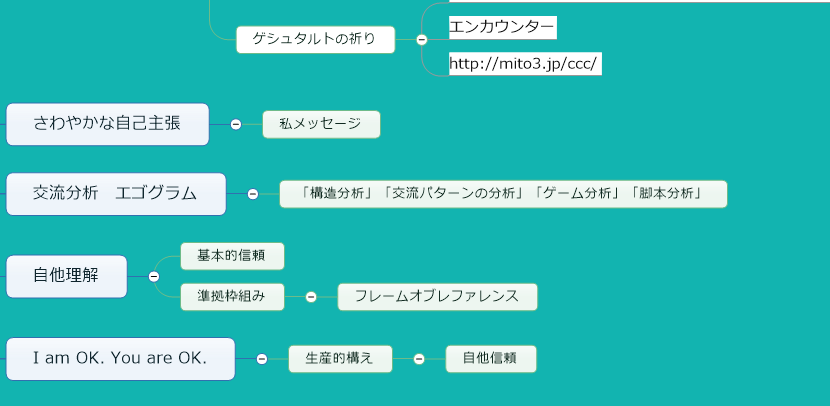 エンカウンター
ゲシュタルトの祈り
http://mito3.jp/ccc/
さわやかな自己主張
私メッセージ
交流分析　エゴグラム
「構造分析」「交流パターンの分析」「ゲーム分析」「脚本分析」
基本的信頼
自他理解
準拠枠組み
フレームオブレファレンス
I am OK. You are OK.
生産的構え
自他信頼